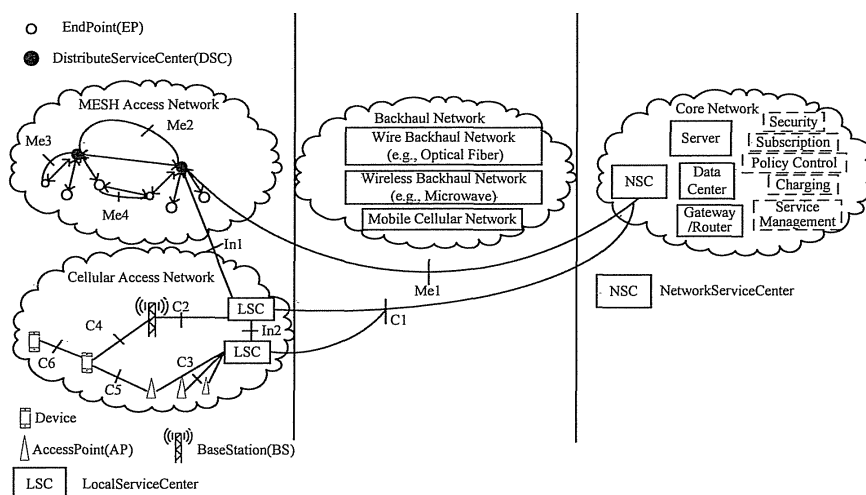 EndPoint(EP)
DistributeServiceCenter(DSC)
MESH Access Network
Me2
Me3
Me4
In1
Cellular Access Network
C2
LSC
C4
In2
LSC
C3
C6
C5
Device
AccessPoint(AP)
BaseStation(BS)
LSC
LocalServiceCenter
Backhaul Network
Wire Backhaul Network
(e.g., Optical Fiber)
Wireless Backhaul Network
(e.g., Microwave)
Mobile Cellular Network
Me1
C1
Core Network
Server
Security
Subscription
Policy Control
Charging
Service
Management
NSC
Data
Center
Gateway
/Router
NSC
NetworkServiceCenter